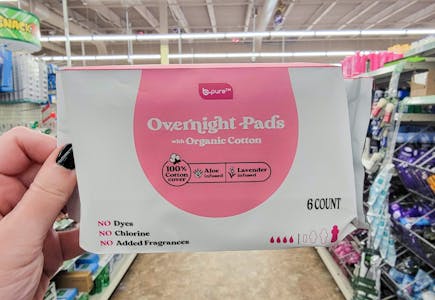 SNACK
b.pure™
Overnight Pads
with Organic Cotton
100%
Cotton
cover
Aloe
infused
Lavender
infused
6 COUNT
NO Dyes
NO Chlorine
NO Added Fragrances